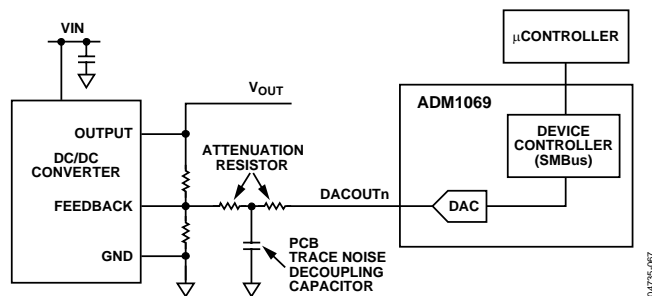 VIN
μCONTROLLER
VOUT
ADM1069
OUTPUT
DC/DC
CONVERTER
ATTENUATION
RESISTOR
DEVICE
CONTROLLER
(SMBus)
FEEDBACK
DACOUTn
DAC
GND
PCB
TRACE NOISE
DECOUPLING
CAPACITOR
04735-067